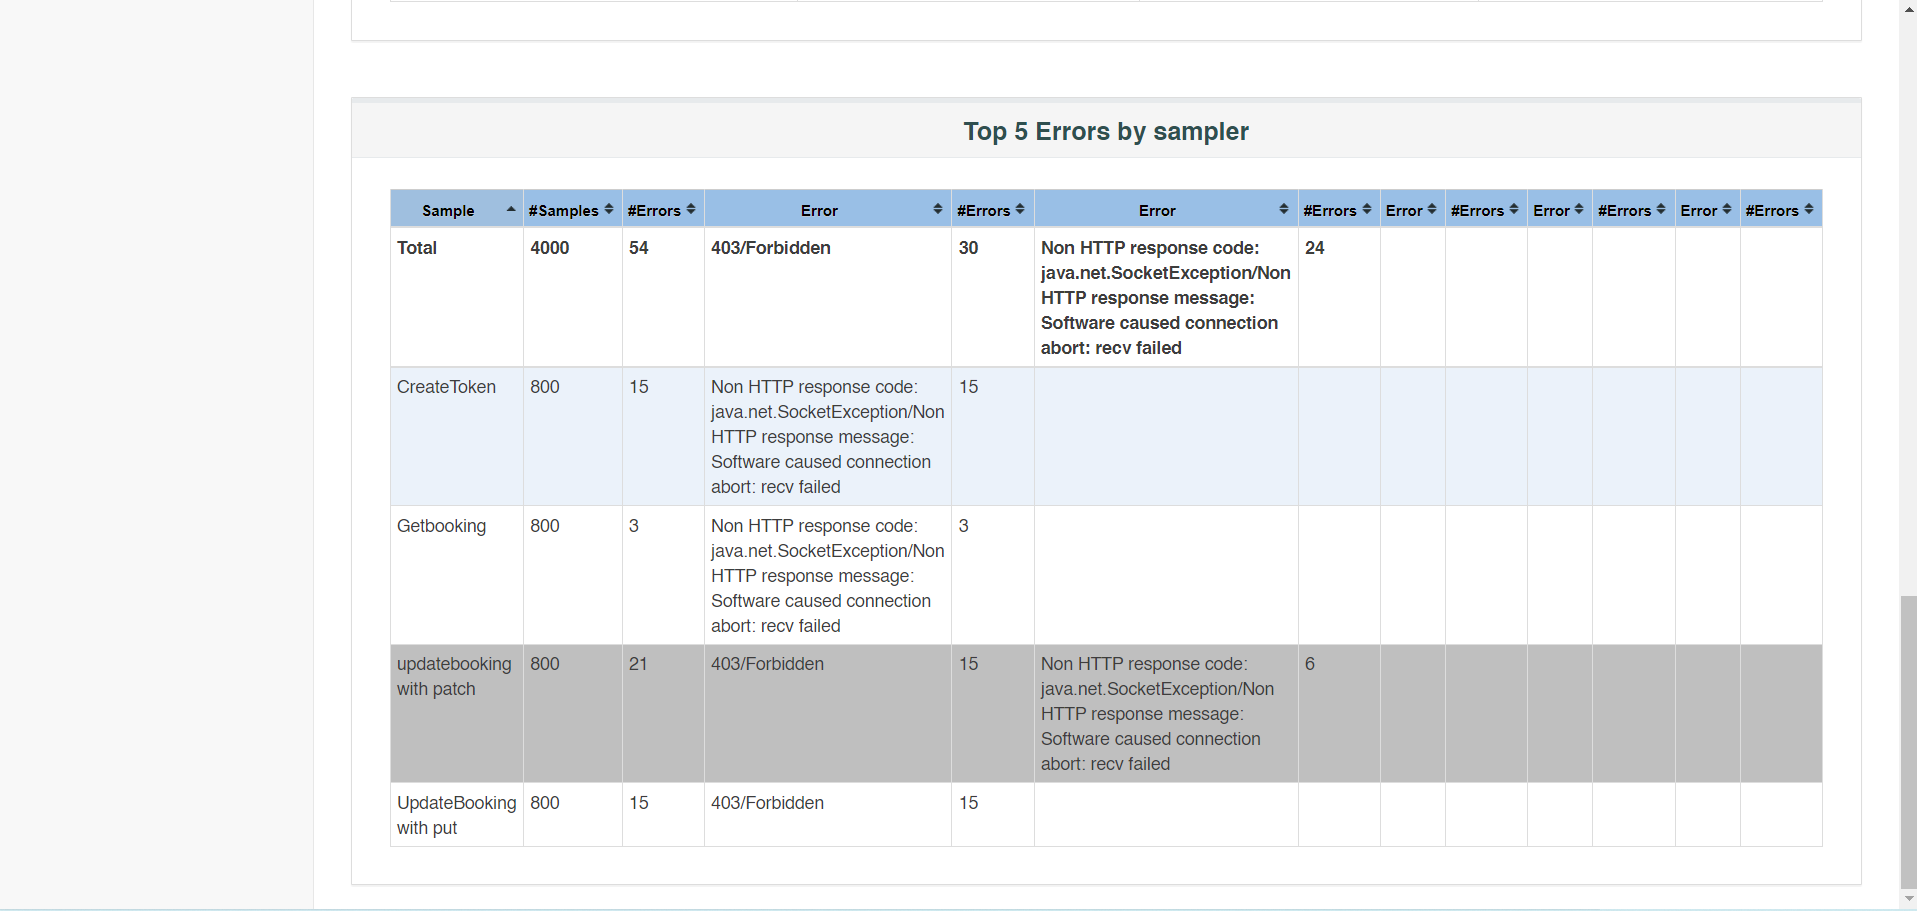 Top 5 Errors by sampler
Sample #Samples #Errors Error #Errors Error #Errors Error #Errors Error #Errors Error #Errors
Total 4000 54 403/Forbidden 30 Non HTTP response code: 24
java.net.SocketException/Non
HTTP response message:
Software caused connection
abort: recv failed
CreateToken 800 15 Non HTTP response code: 15
java.net.SocketException/Non
HTTP response message:
Software caused connection
abort: recv failed
Getbooking 800 3 Non HTTP response code: 3
java.net.SocketException/Non
HTTP response message:
Software caused connection
abort: recv failed
updatebooking 800 21 403/Forbidden 15 Non HTTP response code: 6
with patch java.net.SocketException/Non
HTTP response message:
Software caused connection
abort: recv failed
UpdateBooking 800 15 403/Forbidden 15
with put